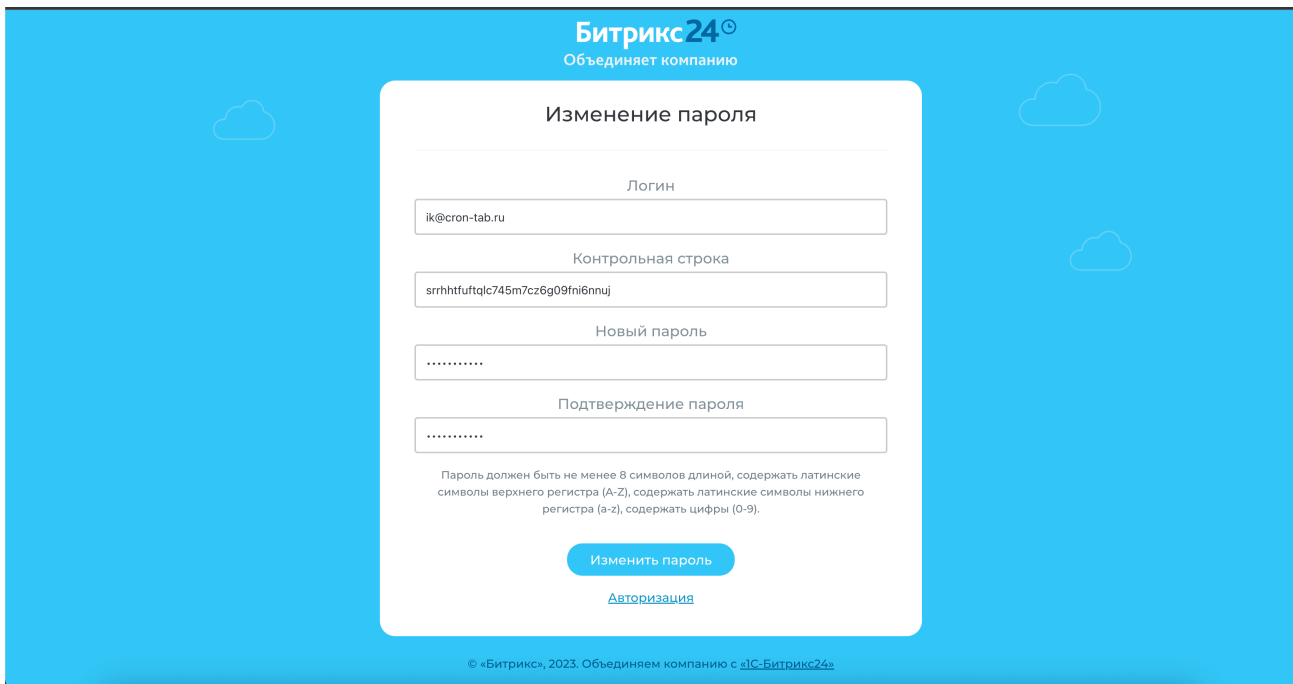 Битрикс24
Объединяет компанию
Изменение пароля
Логин
ik@cron-tab.ru
Контрольная строка
srrhhtfuftqlc745m7cz6g09fni6nnuj
Новый пароль
•••••••••••
Подтверждение пароля
•••••••••••
Пароль должен быть не менее 8 символов длиной, содержать латинские
символы верхнего регистра (A-Z), содержать латинские символы нижнего
регистра (a-z), содержать цифры (0-9).
Изменить пароль
Авторизация
© «Битрикс», 2023. Объединяем компанию с «1С-Битрикс24»